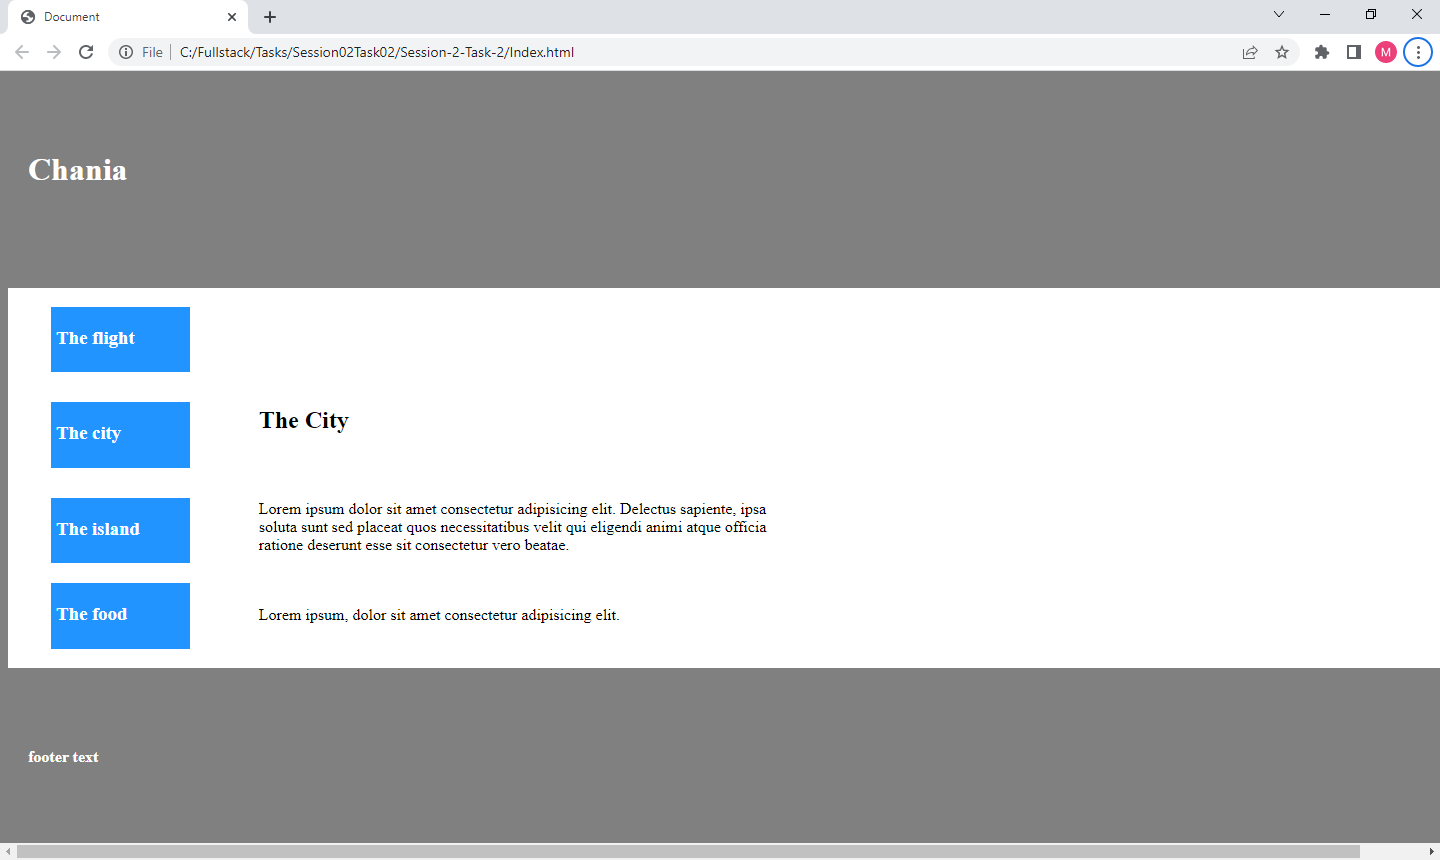 Document
File C:/Fullstack/Tasks/Session02Task02/Session-2-Task-2/Index.html
M
Chania
The flight
The city
The City
The island
Lorem ipsum dolor sit amet consectetur adipisicing elit. Delectus sapiente, ipsa
soluta sunt sed placeat quos necessitatibus velit qui eligendi animi atque officia
ratione deserunt esse sit consectetur vero beatae.
The food
Lorem ipsum, dolor sit amet consectetur adipisicing elit.
footer text